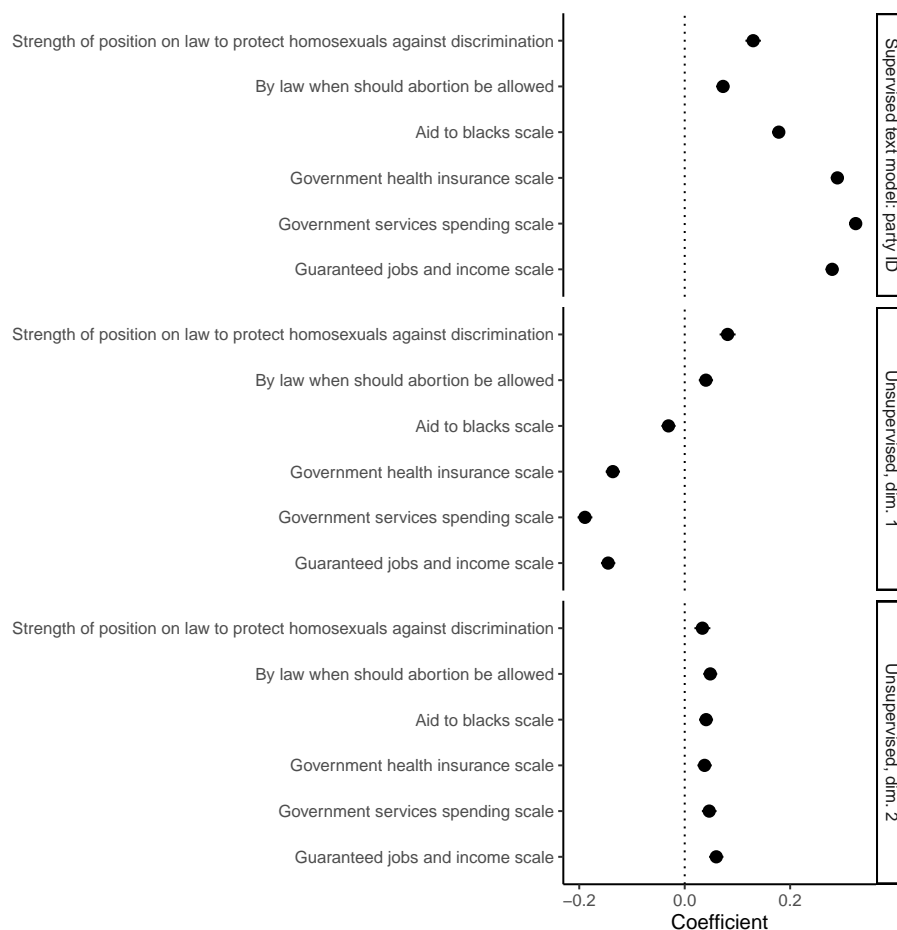 Strength of position on law to protect homosexuals against discrimination
By law when should abortion be allowed
Aid to blacks scale
Government health insurance scale
Government services spending scale
Guaranteed jobs and income scale
Supervised text model: party ID
Strength of position on law to protect homosexuals against discrimination
By law when should abortion be allowed
Aid to blacks scale
Government health insurance scale
Government services spending scale
Guaranteed jobs and income scale
Unsupervised, dim. 1
Strength of position on law to protect homosexuals against discrimination
By law when should abortion be allowed
Aid to blacks scale
Government health insurance scale
Government services spending scale
Guaranteed jobs and income scale
Unsupervised, dim. 2
−0.2 0.0 0.2
Coefficient